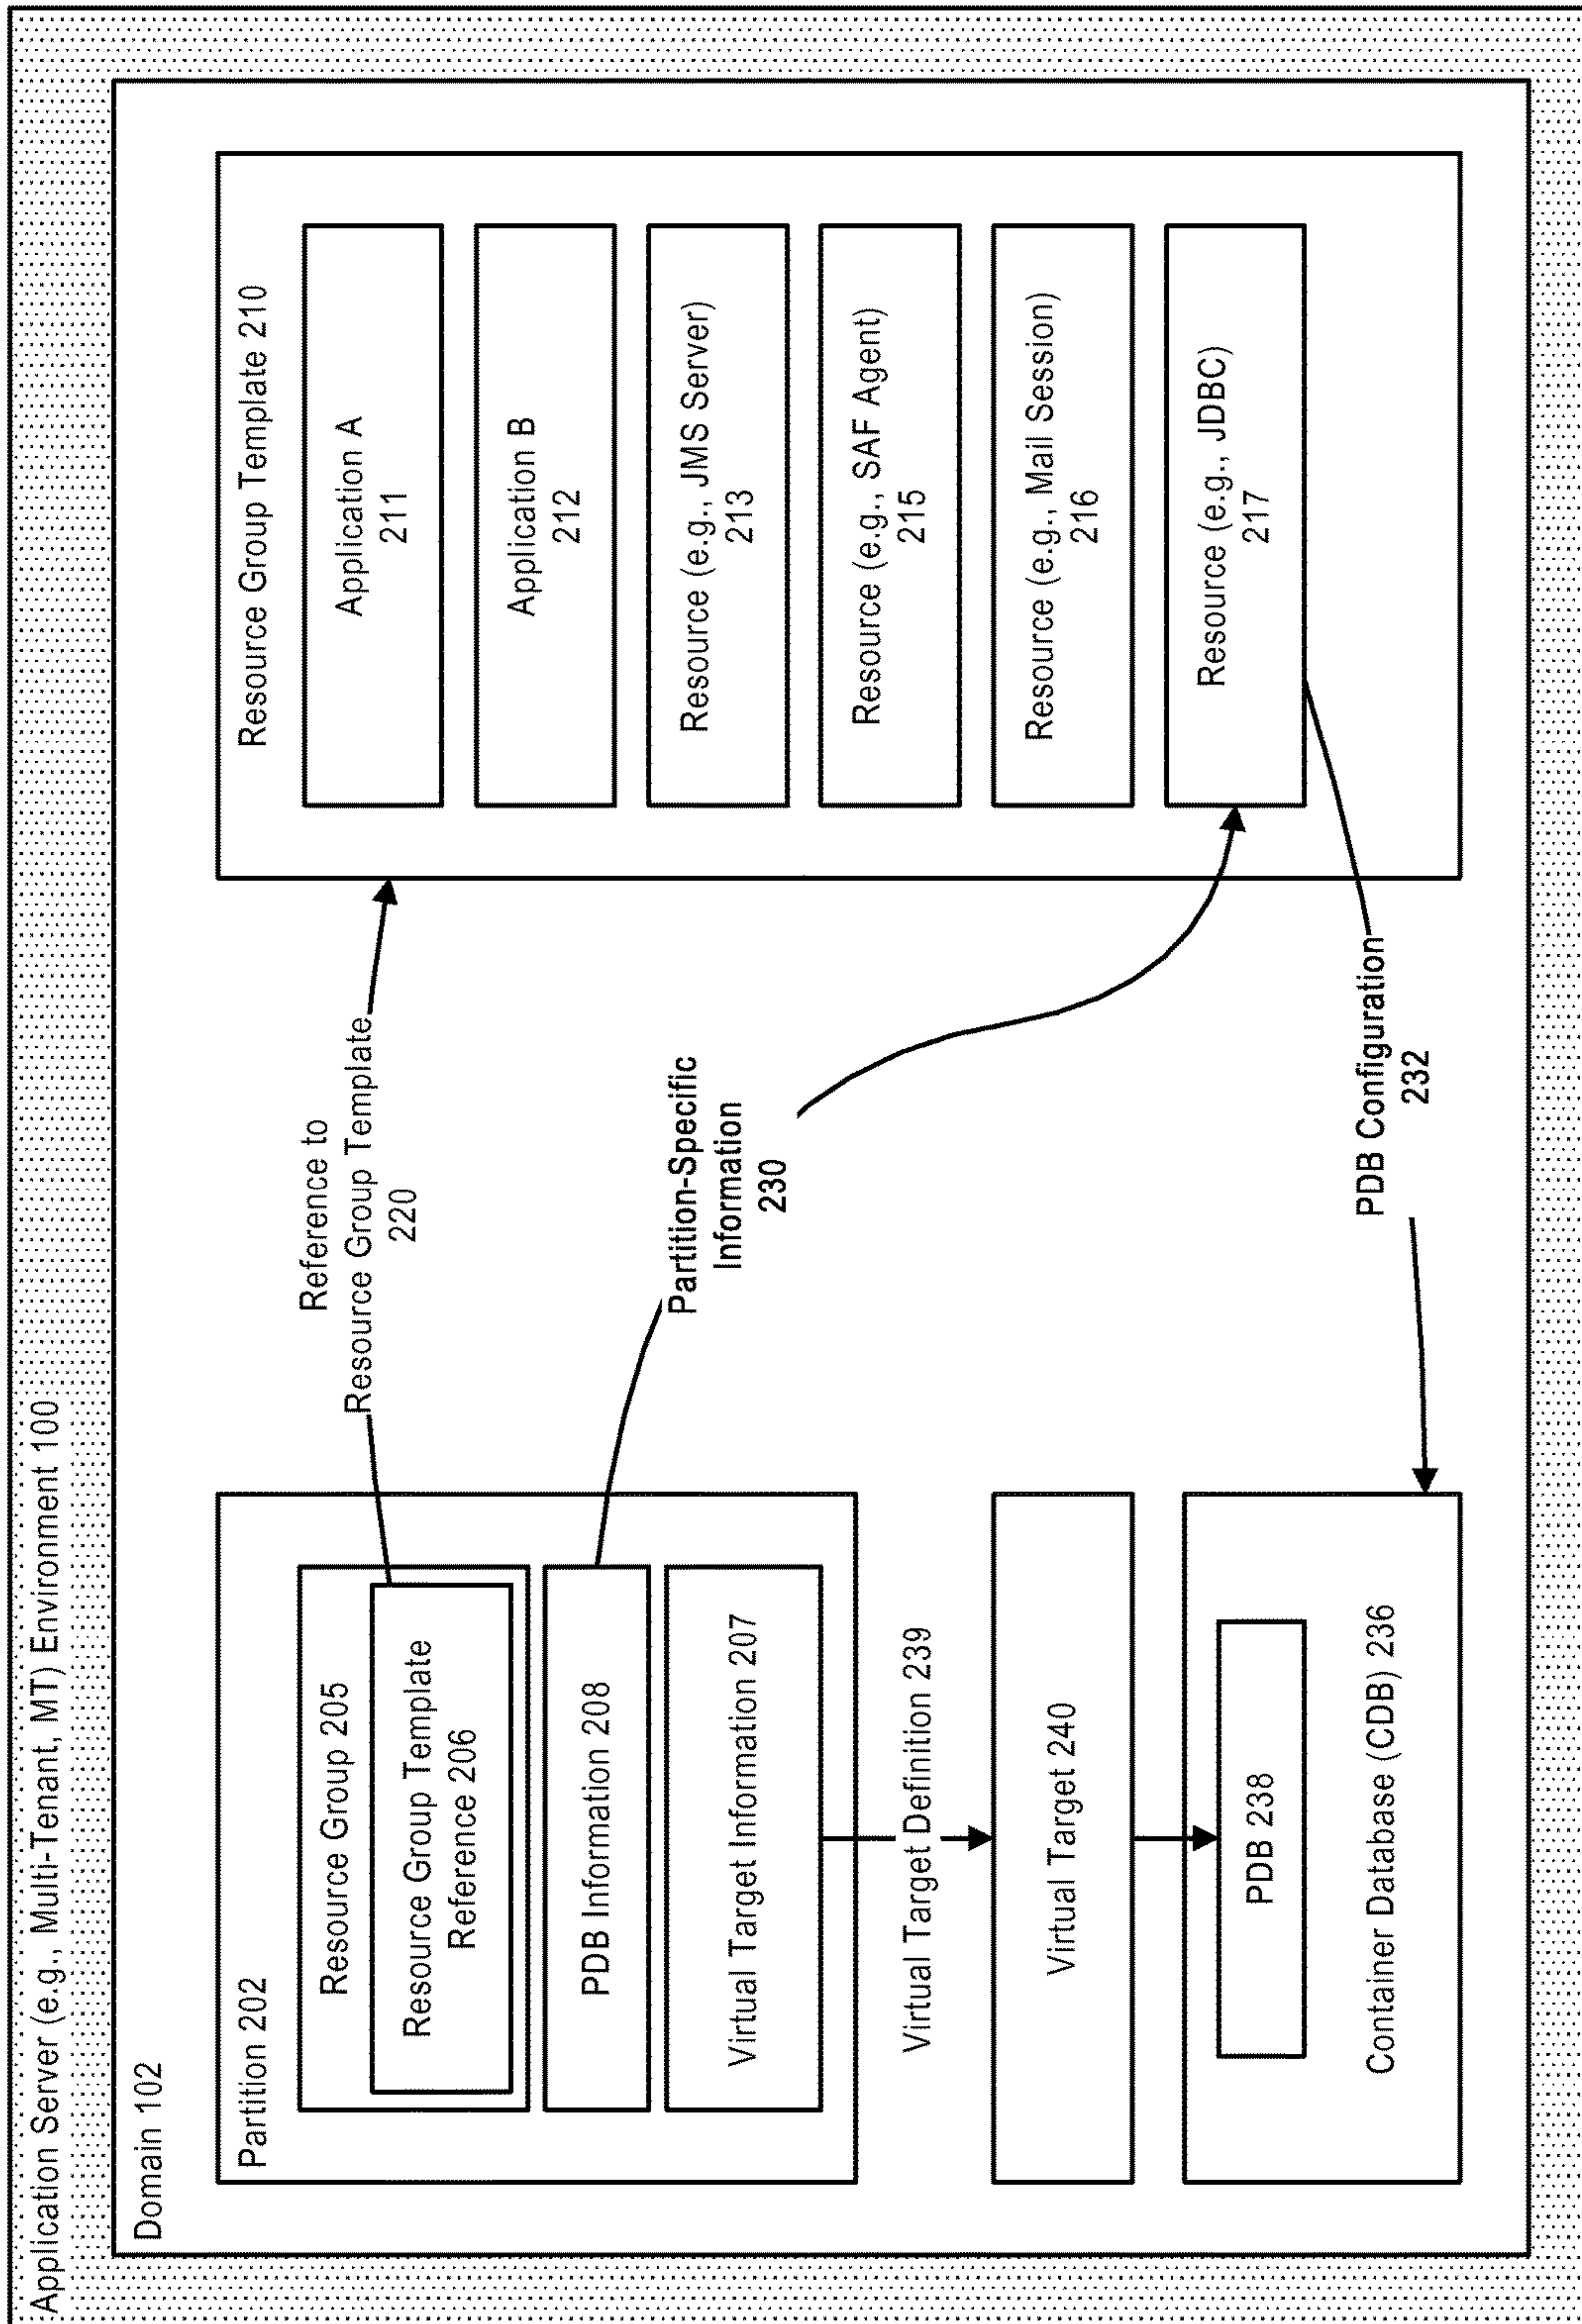 Application Server (e.g., Multi-Tenant, MT) Environment 100
Domain 102
Partition 202
Resource Group 205
Resource Group Template
Reference 206
PDB Information 208
Virtual Target Information 207
Virtual Target Definition 239
Virtual Target 240
PDB 238
Container Database (CDB) 236
Reference to
Resource Group Template
220
Partition-Specific
Information
230
PDB Configuration
232
Resource Group Template 210
Application A
211
Application B
212
Resource (e.g., JMS Server)
213
Resource (e.g., SAF Agent)
215
Resource (e.g., Mail Session)
216
Resource (e.g., JDBC)
217